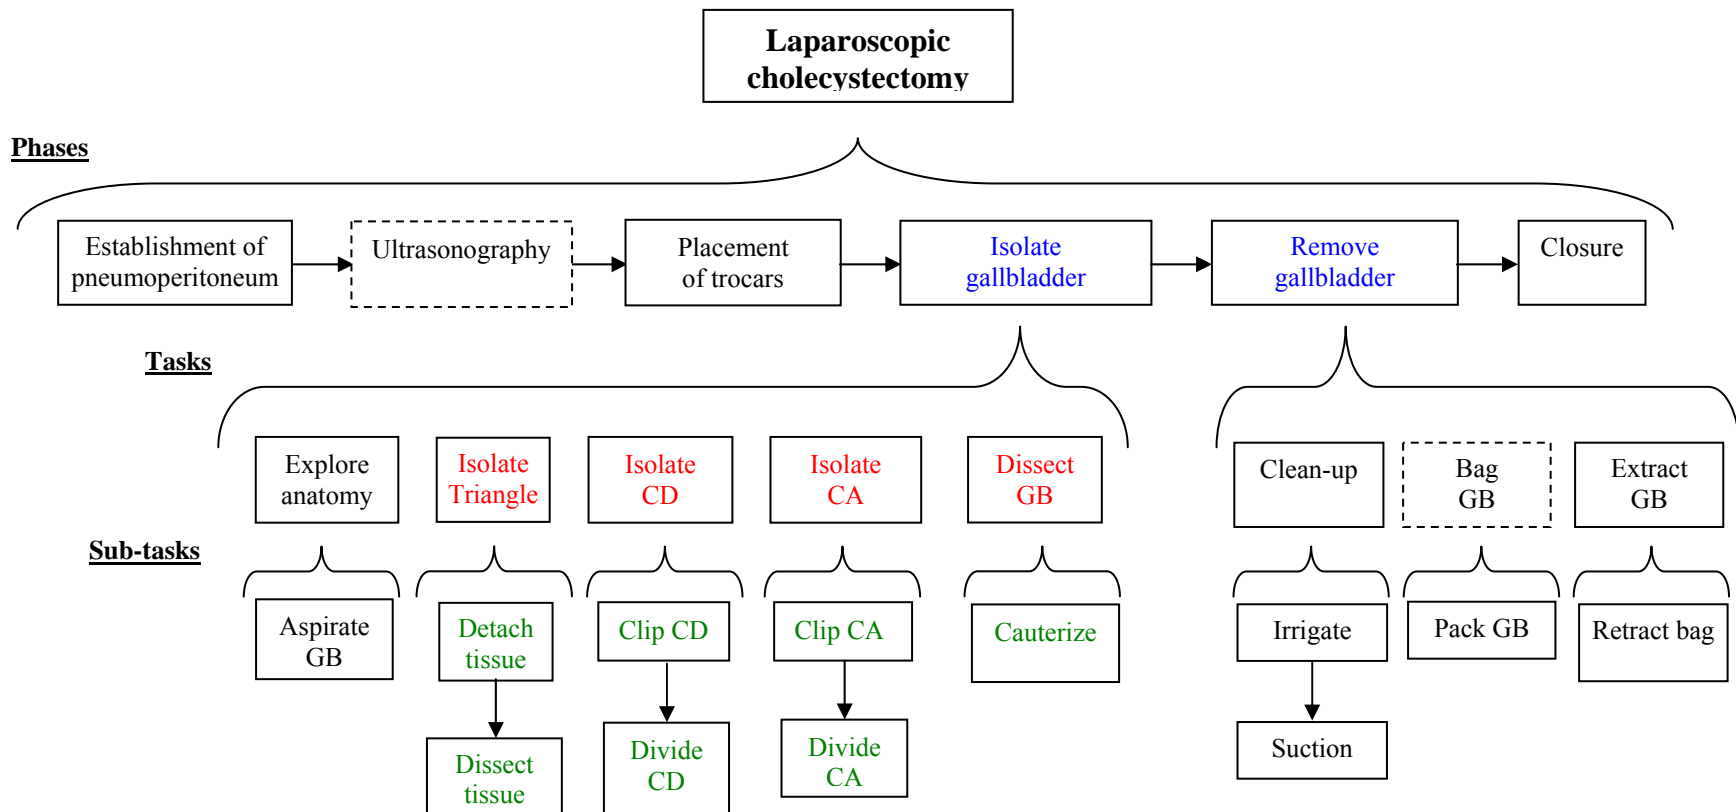 Laparoscopic
cholecystectomy
Phases
Establishment of
pneumoperitoneum
Ultrasonography
Placement
of trocars
Isolate
gallbladder
Remove
gallbladder
Closure
Tasks
Explore
anatomy
Isolate
Triangle
Isolate
CD
Isolate
CA
Dissect
GB
Clean-up
Bag
GB
Extract
GB
Sub-tasks
Aspirate
GB
Detach
tissue
Clip CD
Clip CA
Cauterize
Irrigate
Pack GB
Retract bag
Dissect
tissue
Divide
CD
Divide
CA
Suction